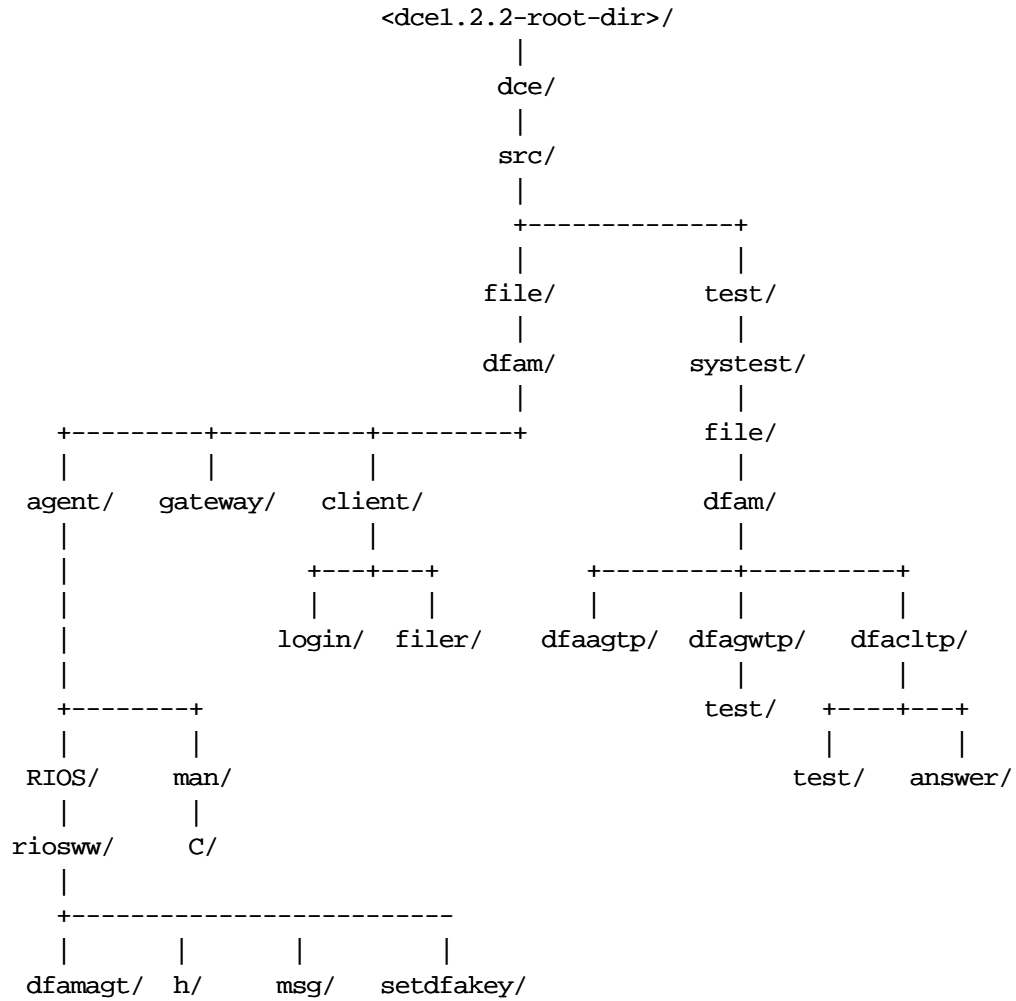 <dce1.2.2-root-dir>/
|
dce/
|
src/
|
+--------------+
| |
file/ test/
| |
dfam/ systest/
| |
+---------+----------+---------+ file/
| | | |
agent/ gateway/ client/ dfam/
| | |
| +---+---+ +---------+----------+
| | | | | |
| login/ filer/ dfaagtp/ dfagwtp/ dfacltp/
| | |
+--------+ test/ +----+---+
| | | |
RIOS/ man/ test/ answer/
| |
riosww/ C/
|
+--------------------------
| | | |
dfamagt/ h/ msg/ setdfakey/